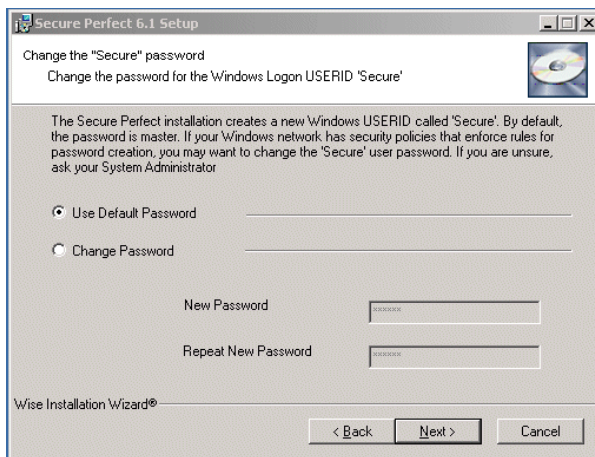 Secure Perfect 6.1 Setup
Change the "Secure" password
Change the password for the Windows Logon USERID 'Secure'
The Secure Perfect installation creates a new Windows USERID called 'Secure'. By default,
the password is master. If your Windows network has security policies that enforce rules for
password creation, you may want to change the 'Secure' user password. If you are unsure,
ask your System Administrator
Use Default Password
Change Password
New Password
xxxxxx
Repeat New Password
xxxxxx
Wise Installation Wizard®
< Back
Next >
Cancel